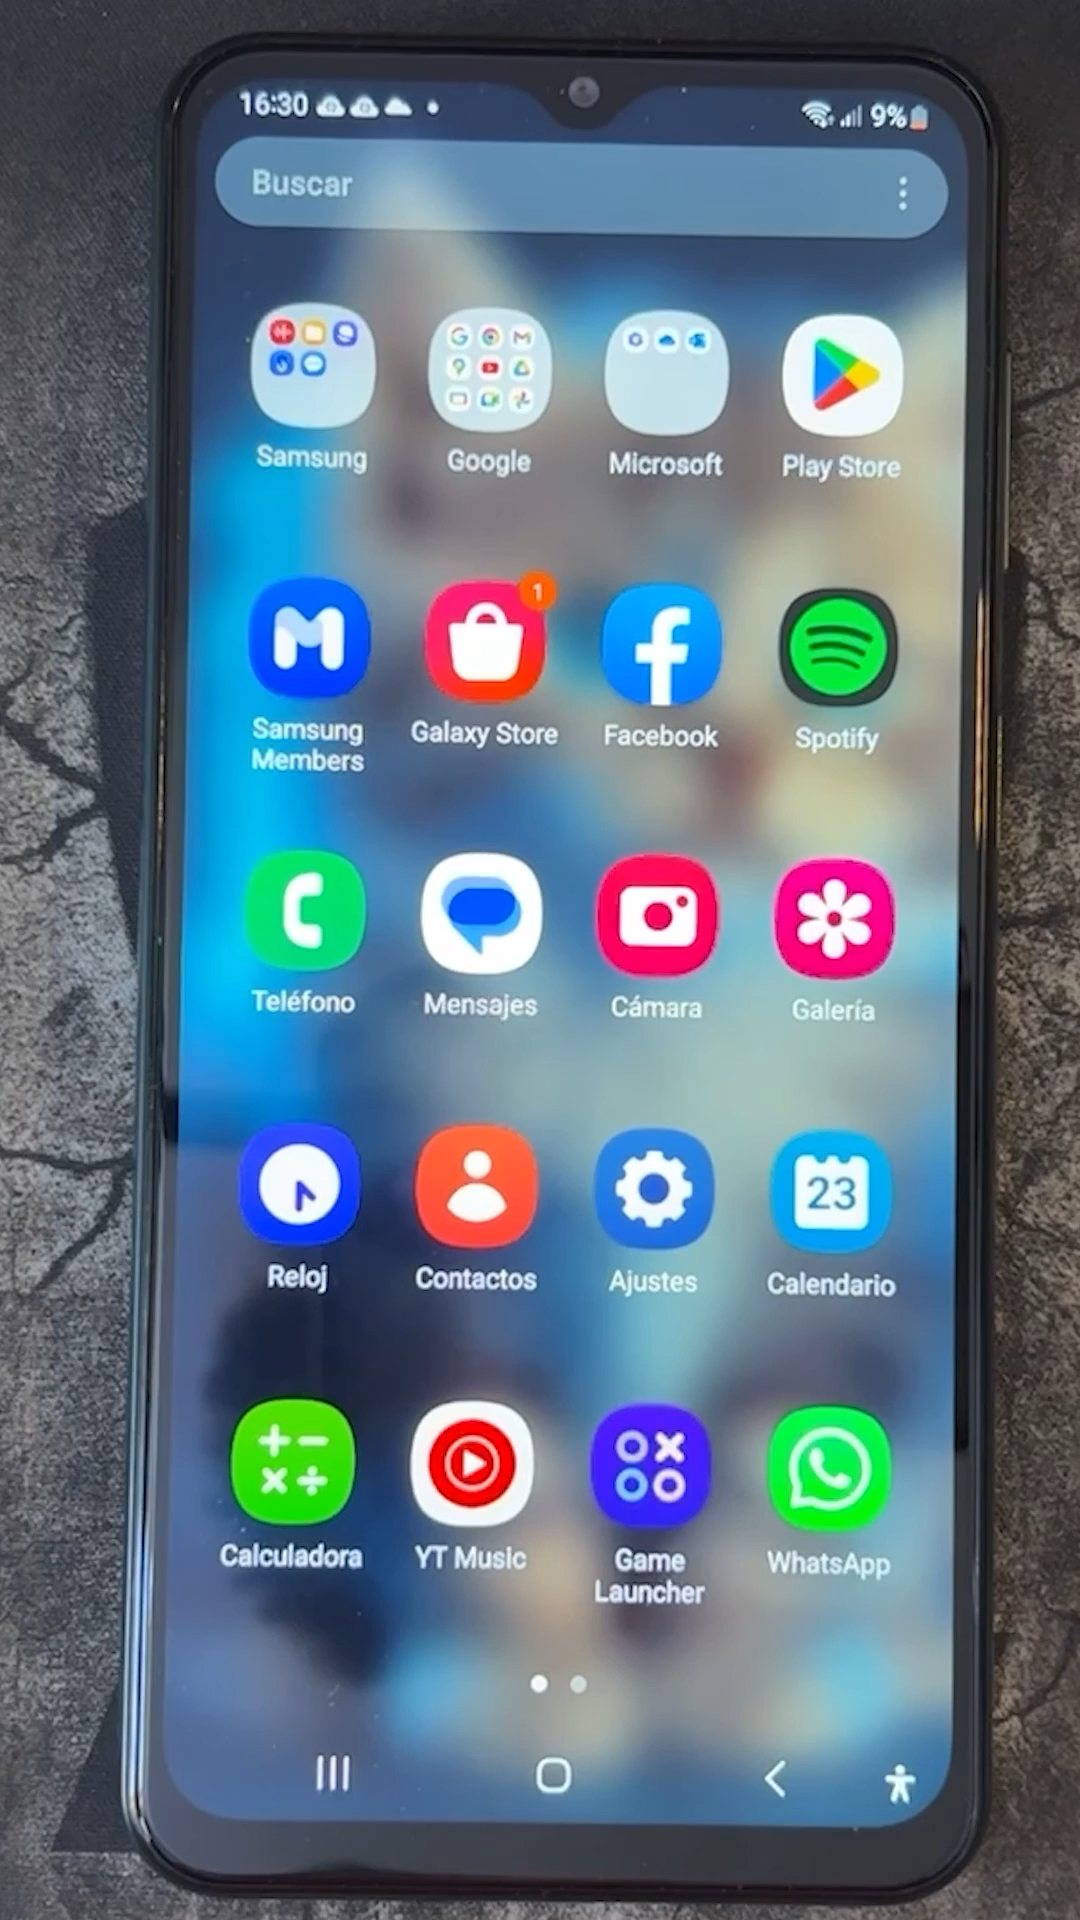 16:30 9%
Buscar
Samsung Google Microsoft Play Store
1
Samsung Members Galaxy Store Facebook Spotify
Teléfono Mensajes Cámara Galería
23
Reloj Contactos Ajustes Calendario
Calculadora YT Music Game Launcher WhatsApp